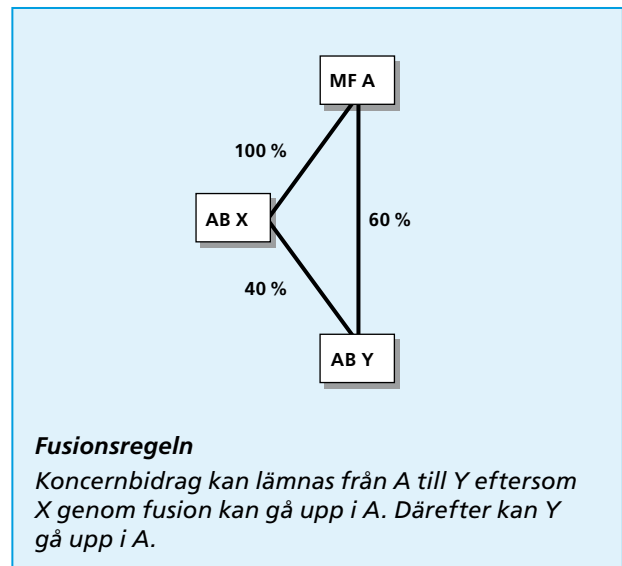 MF A
100 %
AB X
60 %
40 %
AB Y
Fusionsregeln
Koncernbidrag kan lämnas från A till Y eftersom
X genom fusion kan gå upp i A. Därefter kan Y
gå upp i A.